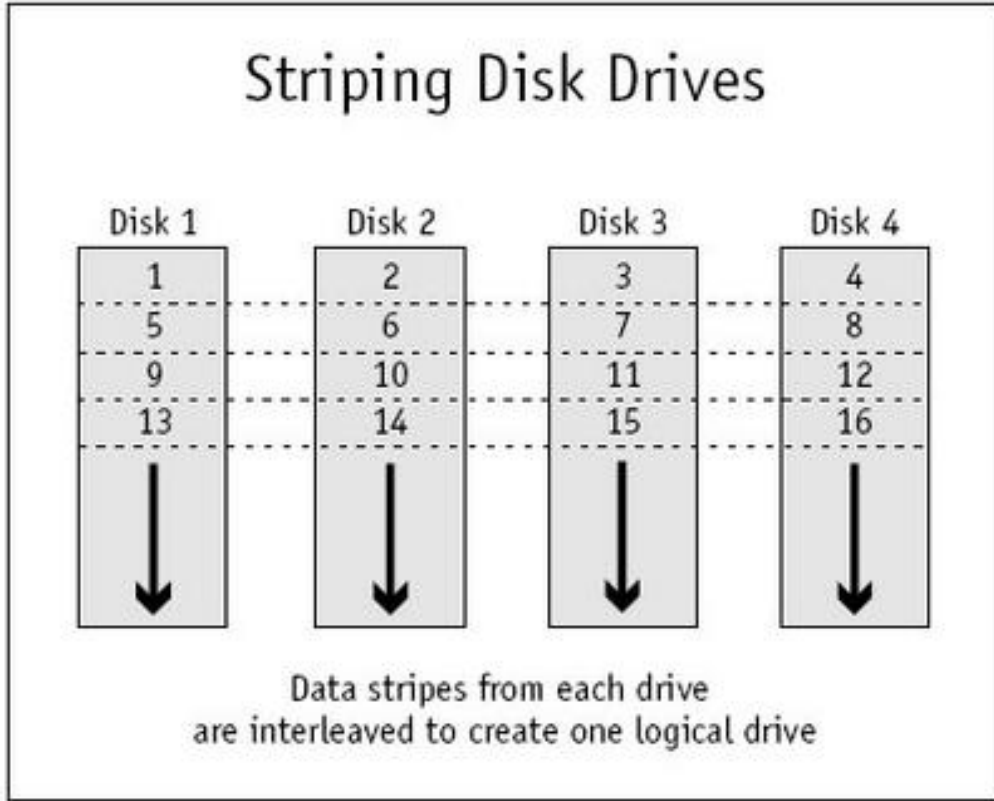 Striping Disk Drives
Disk 1 Disk 2 Disk 3 Disk 4
1 2 3 4
5 6 7 8
9 10 11 12
13 14 15 16
Data stripes from each drive
are interleaved to create one logical drive